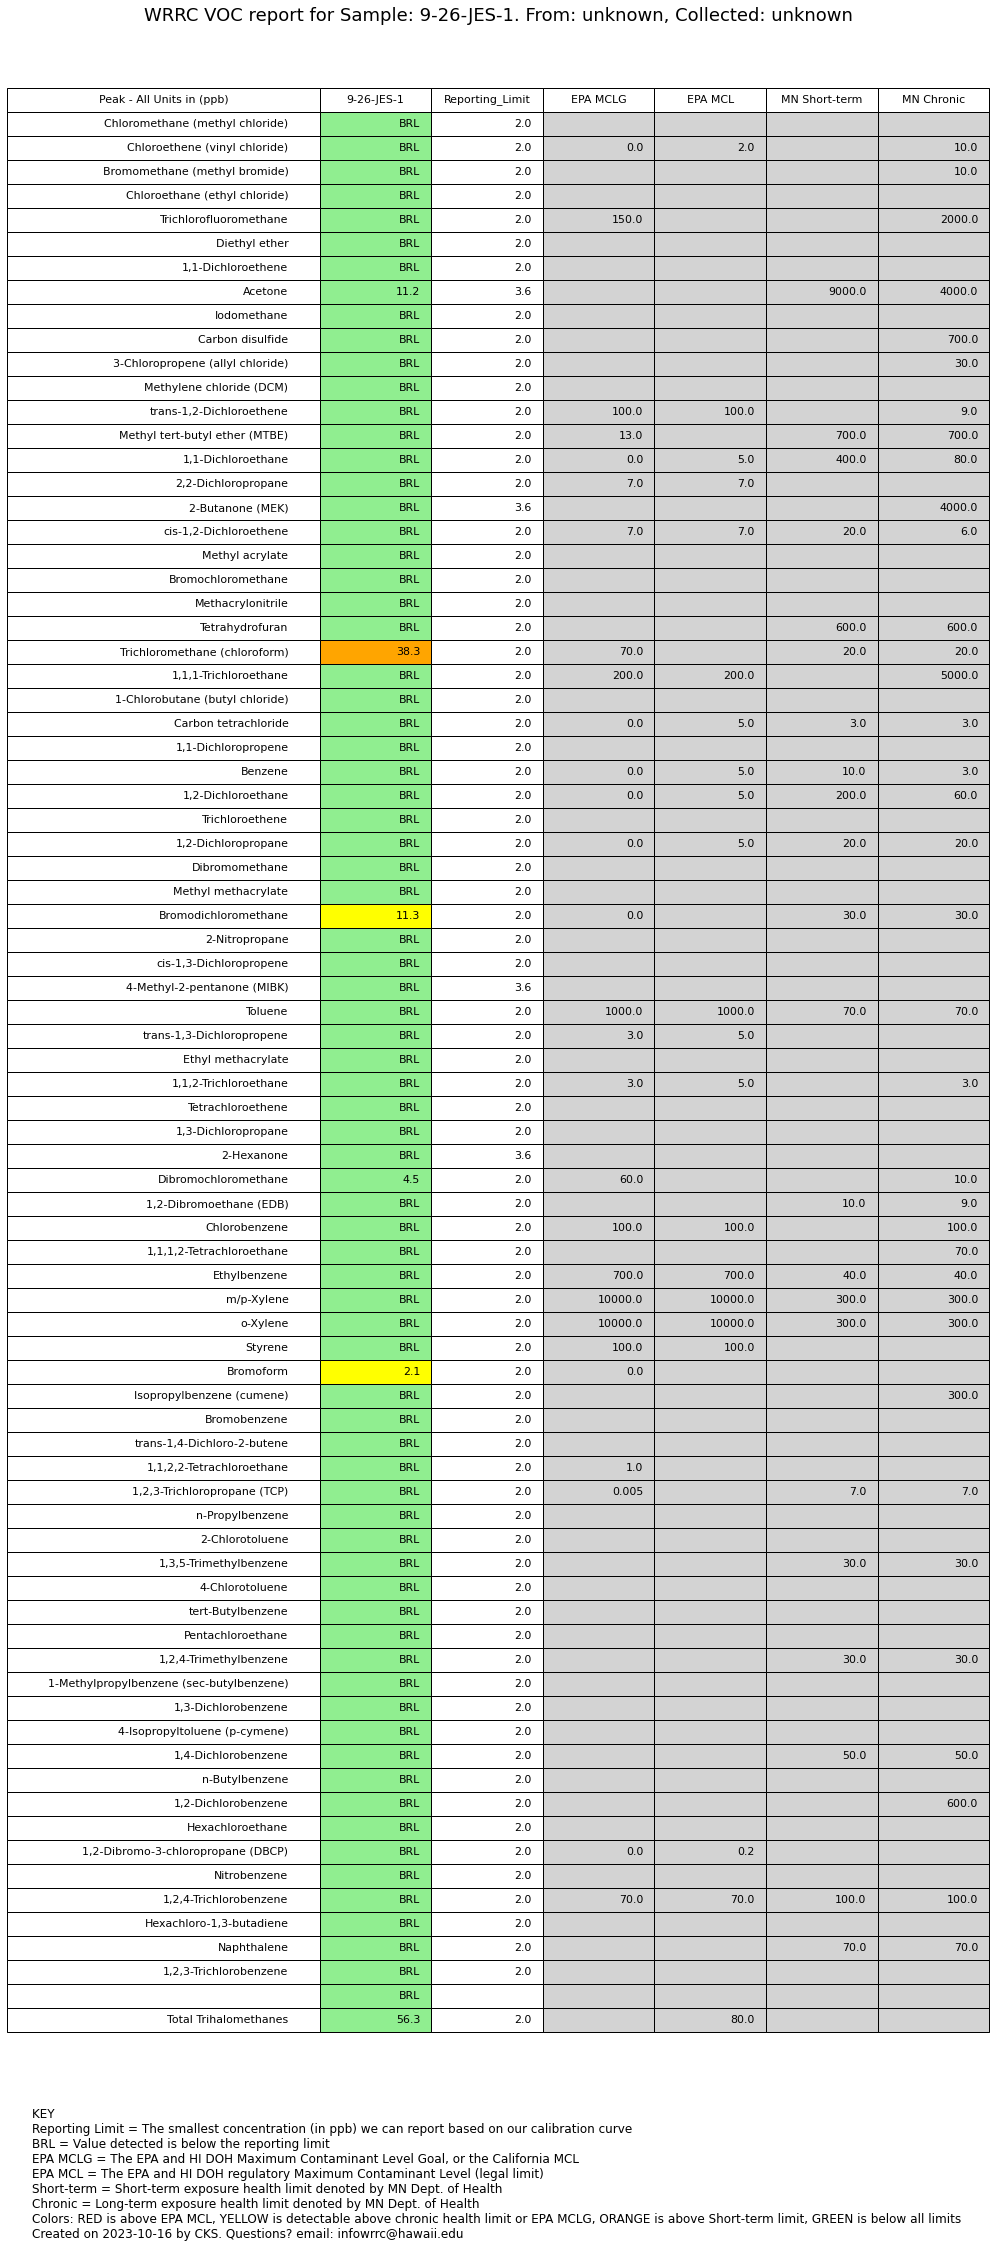 WRRC VOC report for Sample: 9-26-JES-1. From: unknown, Collected: unknown
Peak - All Units in (ppb) 9-26-JES-1 Reporting_Limit EPA MCLG EPA MCL MN Short-term MN Chronic
Chloromethane (methyl chloride) BRL 2.0
Chloroethene (vinyl chloride) BRL 2.0 0.0 2.0 10.0
Bromomethane (methyl bromide) BRL 2.0 10.0
Chloroethane (ethyl chloride) BRL 2.0
Trichlorofluoromethane BRL 2.0 150.0 2000.0
Diethyl ether BRL 2.0
1,1-Dichloroethene BRL 2.0
Acetone 11.2 3.6 9000.0 4000.0
Iodomethane BRL 2.0
Carbon disulfide BRL 2.0 700.0
3-Chloropropene (allyl chloride) BRL 2.0 30.0
Methylene chloride (DCM) BRL 2.0
trans-1,2-Dichloroethene BRL 2.0 100.0 100.0 9.0
Methyl tert-butyl ether (MTBE) BRL 2.0 13.0 700.0 700.0
1,1-Dichloroethane BRL 2.0 0.0 5.0 400.0 80.0
2,2-Dichloropropane BRL 2.0 7.0 7.0
2-Butanone (MEK) BRL 3.6 4000.0
cis-1,2-Dichloroethene BRL 2.0 7.0 7.0 20.0 6.0
Methyl acrylate BRL 2.0
Bromochloromethane BRL 2.0
Methacrylonitrile BRL 2.0
Tetrahydrofuran BRL 2.0 600.0 600.0
Trichloromethane (chloroform) 38.3 2.0 70.0 20.0 20.0
1,1,1-Trichloroethane BRL 2.0 200.0 200.0 5000.0
1-Chlorobutane (butyl chloride) BRL 2.0
Carbon tetrachloride BRL 2.0 0.0 5.0 3.0 3.0
1,1-Dichloropropene BRL 2.0
Benzene BRL 2.0 0.0 5.0 10.0 3.0
1,2-Dichloroethane BRL 2.0 0.0 5.0 200.0 60.0
Trichloroethene BRL 2.0
1,2-Dichloropropane BRL 2.0 0.0 5.0 20.0 20.0
Dibromomethane BRL 2.0
Methyl methacrylate BRL 2.0
Bromodichloromethane 11.3 2.0 0.0 30.0 30.0
2-Nitropropane BRL 2.0
cis-1,3-Dichloropropene BRL 2.0
4-Methyl-2-pentanone (MIBK) BRL 3.6
Toluene BRL 2.0 1000.0 1000.0 70.0 70.0
trans-1,3-Dichloropropene BRL 2.0 3.0 5.0
Ethyl methacrylate BRL 2.0
1,1,2-Trichloroethane BRL 2.0 3.0 5.0 3.0
Tetrachloroethene BRL 2.0
1,3-Dichloropropane BRL 2.0
2-Hexanone BRL 3.6
Dibromochloromethane 4.5 2.0 60.0 10.0
1,2-Dibromoethane (EDB) BRL 2.0 10.0 9.0
Chlorobenzene BRL 2.0 100.0 100.0 100.0
1,1,1,2-Tetrachloroethane BRL 2.0 70.0
Ethylbenzene BRL 2.0 700.0 700.0 40.0 40.0
m/p-Xylene BRL 2.0 10000.0 10000.0 300.0 300.0
o-Xylene BRL 2.0 10000.0 10000.0 300.0 300.0
Styrene BRL 2.0 100.0 100.0
Bromoform 2.1 2.0 0.0
Isopropylbenzene (cumene) BRL 2.0 300.0
Bromobenzene BRL 2.0
trans-1,4-Dichloro-2-butene BRL 2.0
1,1,2,2-Tetrachloroethane BRL 2.0 1.0
1,2,3-Trichloropropane (TCP) BRL 2.0 0.005 7.0 7.0
n-Propylbenzene BRL 2.0
2-Chlorotoluene BRL 2.0
1,3,5-Trimethylbenzene BRL 2.0 30.0 30.0
4-Chlorotoluene BRL 2.0
tert-Butylbenzene BRL 2.0
Pentachloroethane BRL 2.0
1,2,4-Trimethylbenzene BRL 2.0 30.0 30.0
1-Methylpropylbenzene (sec-butylbenzene) BRL 2.0
1,3-Dichlorobenzene BRL 2.0
4-Isopropyltoluene (p-cymene) BRL 2.0
1,4-Dichlorobenzene BRL 2.0 50.0 50.0
n-Butylbenzene BRL 2.0
1,2-Dichlorobenzene BRL 2.0 600.0
Hexachloroethane BRL 2.0
1,2-Dibromo-3-chloropropane (DBCP) BRL 2.0 0.0 0.2
Nitrobenzene BRL 2.0
1,2,4-Trichlorobenzene BRL 2.0 70.0 70.0 100.0 100.0
Hexachloro-1,3-butadiene BRL 2.0
Naphthalene BRL 2.0 70.0 70.0
1,2,3-Trichlorobenzene BRL 2.0
BRL
Total Trihalomethanes 56.3 2.0 80.0
KEY
Reporting Limit = The smallest concentration (in ppb) we can report based on our calibration curve
BRL = Value detected is below the reporting limit
EPA MCLG = The EPA and HI DOH Maximum Contaminant Level Goal, or the California MCL
EPA MCL = The EPA and HI DOH regulatory Maximum Contaminant Level (legal limit)
Short-term = Short-term exposure health limit denoted by MN Dept. of Health
Chronic = Long-term exposure health limit denoted by MN Dept. of Health
Colors: RED is above EPA MCL, YELLOW is detectable above chronic health limit or EPA MCLG, ORANGE is above Short-term limit, GREEN is below all limits
Created on 2023-10-16 by CKS. Questions? email: infowrrc@hawaii.edu